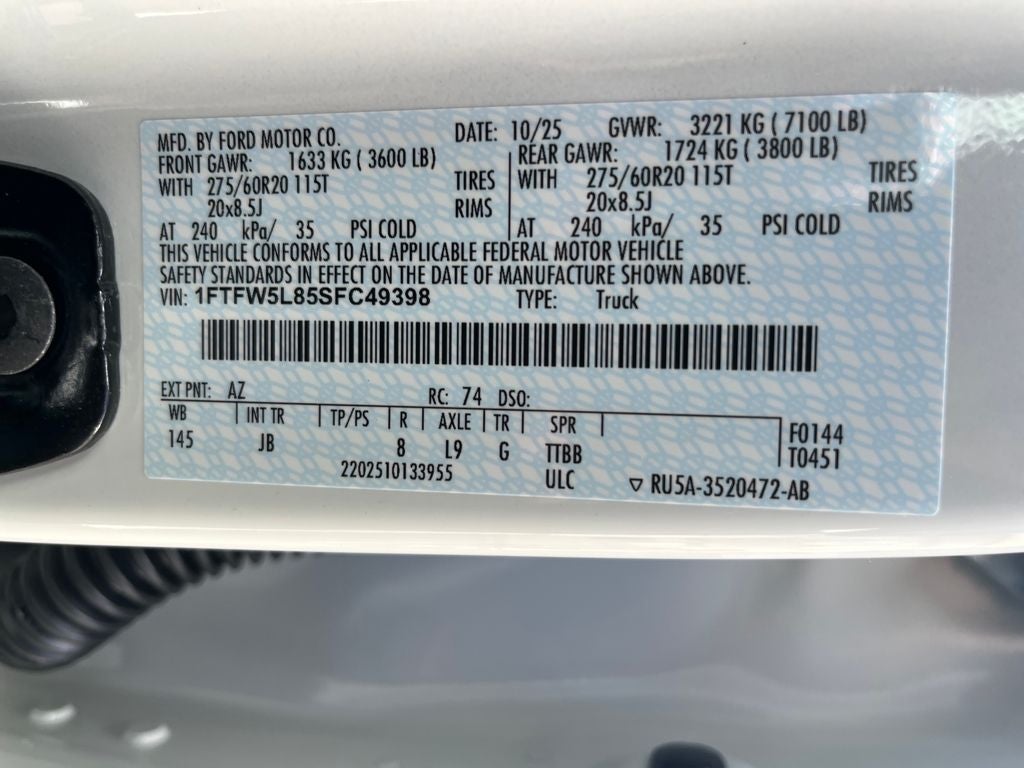 MFD. BY FORD MOTOR CO. DATE: 10/25 GVWR: 3221 KG ( 7100 LB)
FRONT GAWR: 1633 KG ( 3600 LB) REAR GAWR: 1724 KG ( 3800 LB)
WITH 275/60R20 115T TIRES WITH 275/60R20 115T TIRES
20x8.5J RIMS 20x8.5J RIMS
AT 240 kPa/ 35 PSI COLD AT 240 kPa/ 35 PSI COLD
THIS VEHICLE CONFORMS TO ALL APPLICABLE FEDERAL MOTOR VEHICLE
SAFETY STANDARDS IN EFFECT ON THE DATE OF MANUFACTURE SHOWN ABOVE.
VIN: 1FTFW5L85SFC49398 TYPE: Truck
EXT PNT: AZ RC: 74 DSO:
WB INT TR TP/PS R AXLE TR SPR F0144
145 JB 8 L9 G TTBB T0451
2202510133955 ULC ▽ RU5A-3520472-AB